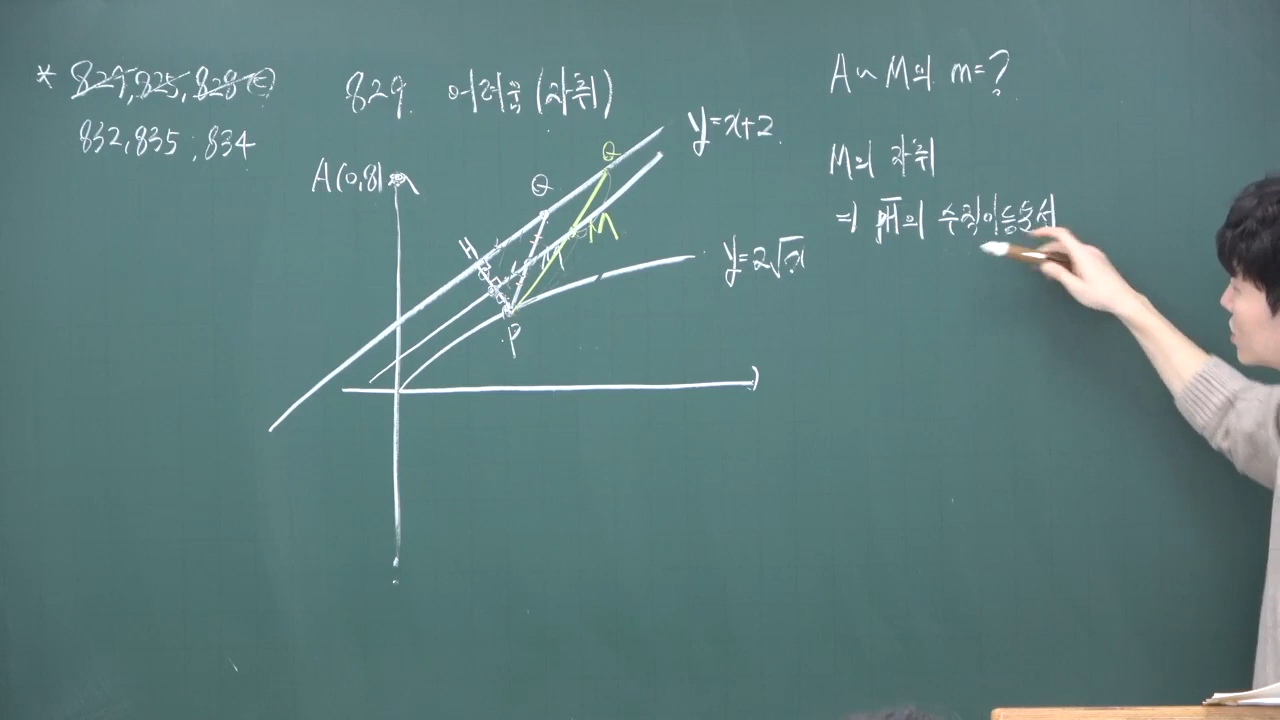 * 829, 825, 828
832, 835, 834
829. 어려움 (자취)
A(0,8)
Q
Q
y=x+2
H
M
M
P
y=2√x
A~M의 m=?
M의 자취
⇒ PH의 수직이등분선